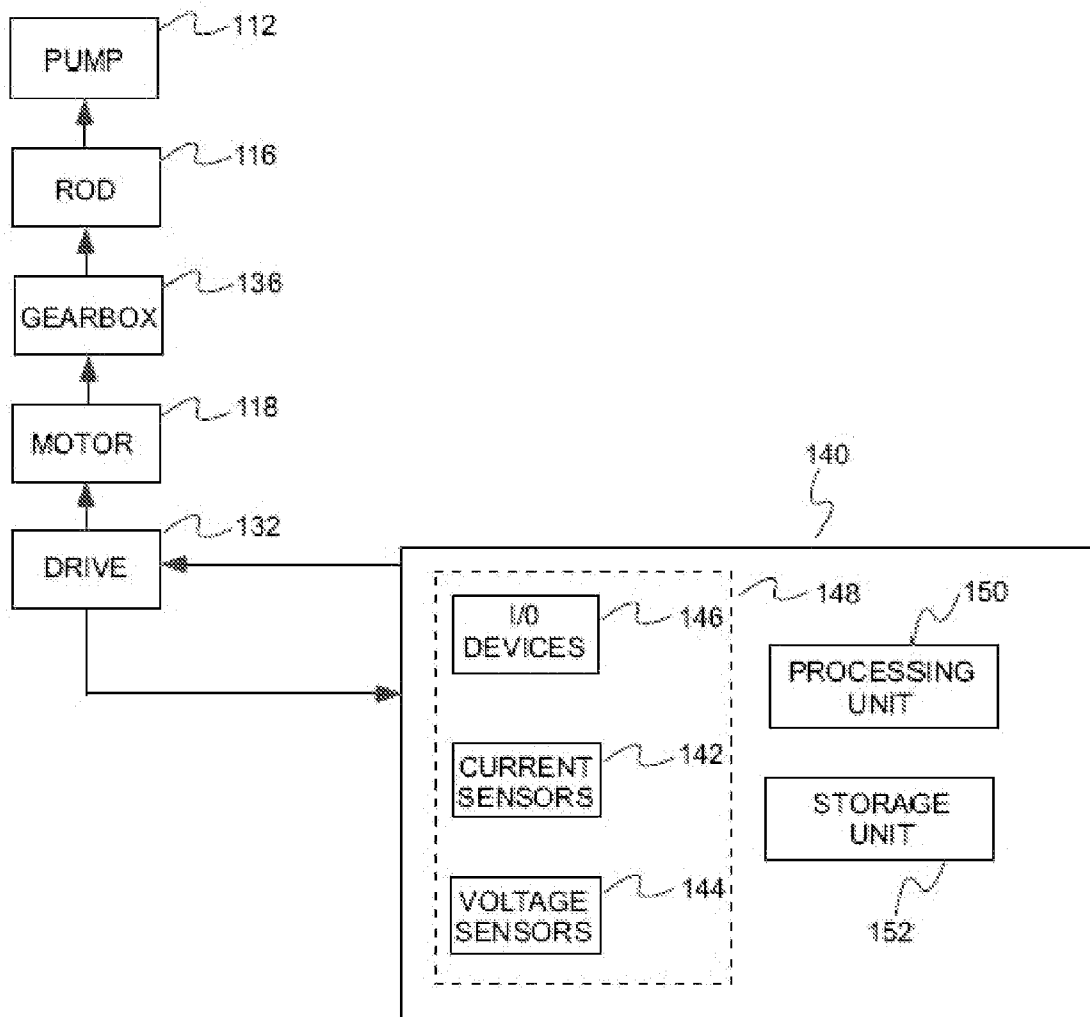 PUMP
112
ROD
116
GEARBOX
136
MOTOR
118
DRIVE
132
140
148
I/0
DEVICES
146
CURRENT
SENSORS
142
VOLTAGE
SENSORS
144
150
PROCESSING
UNIT
STORAGE
UNIT
152